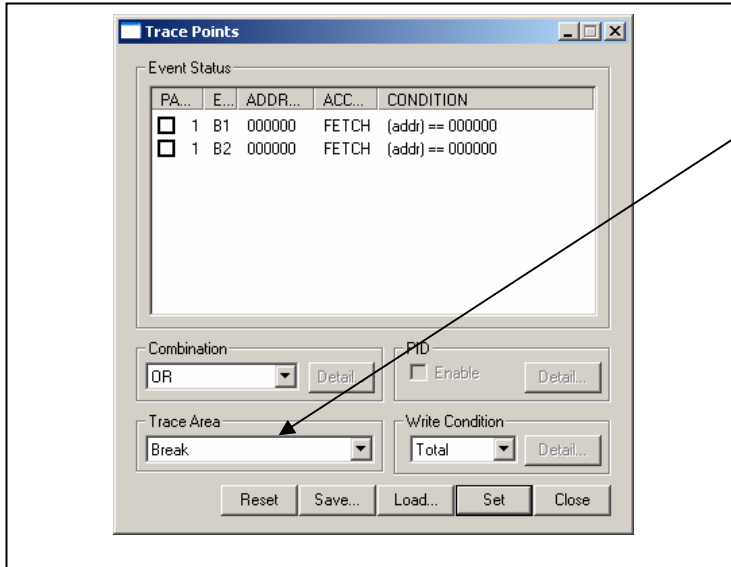 Trace Points
Event Status
PA... E... ADDR... ACC... CONDITION
1 B1 000000 FETCH (addr) == 000000
1 B2 000000 FETCH (addr) == 000000
Combination
OR Detail...
PID
Enable Detail...
Trace Area
Break
Write Condition
Total Detail...
Reset Save... Load... Set Close